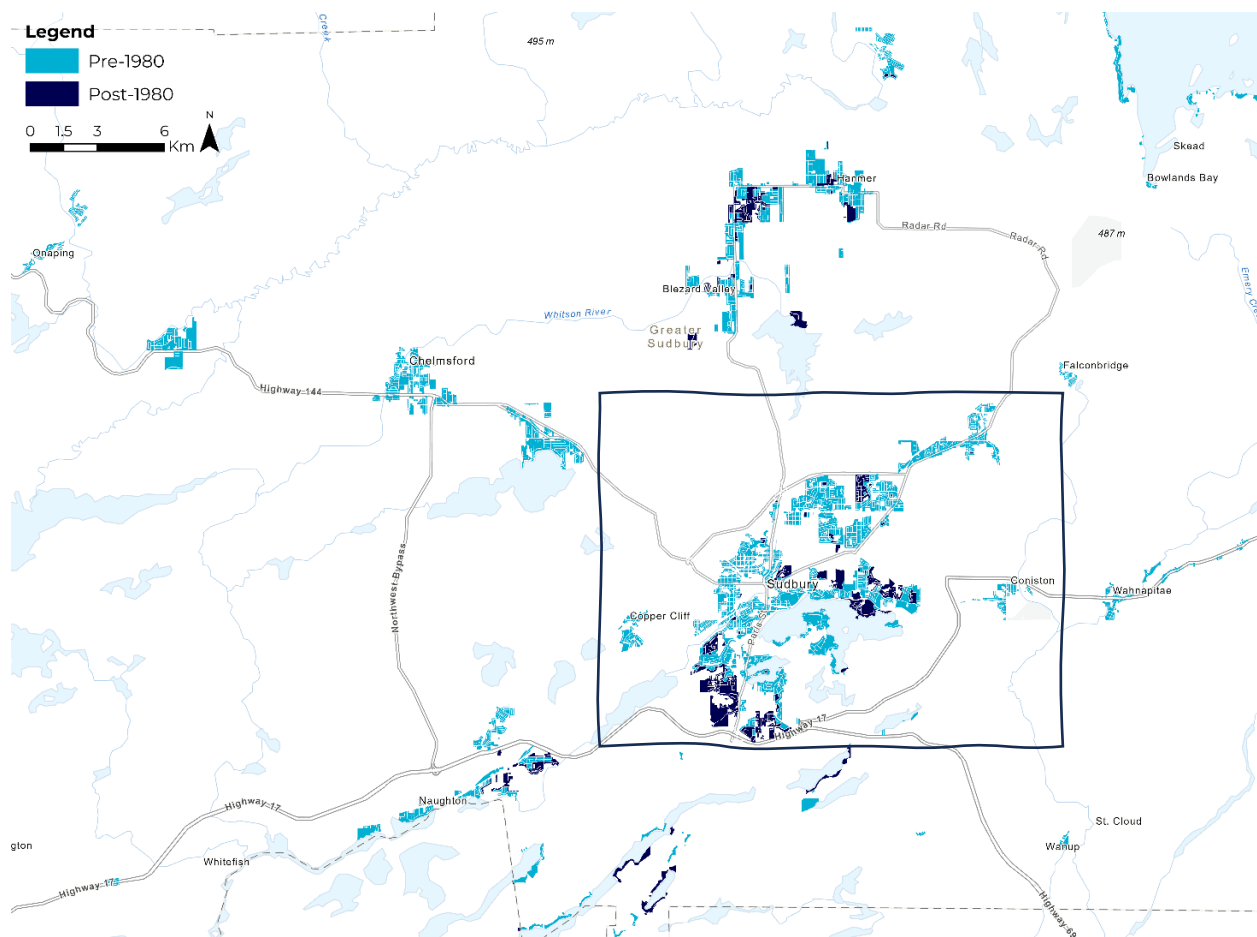 Legend
Pre-1980
Post-1980
0 1.5 3 6
Km
N
Creek
495 m
Skead
Bowlands Bay
Hanmer
Radar Rd
Radar Rd
487 m
Emery Cre
Onaping
Blezard Valley
Whitson River
Greater
Sudbury
Chelmsford
Falconbridge
Highway 144
Northwest Bypass
Sudbury
Coniston
Wahnapitae
Copper Cliff
Paris St
Highway 17
Naughton
Highway 17
St. Cloud
Wanup
gton
Whitefish
Highway 17
Highway 69